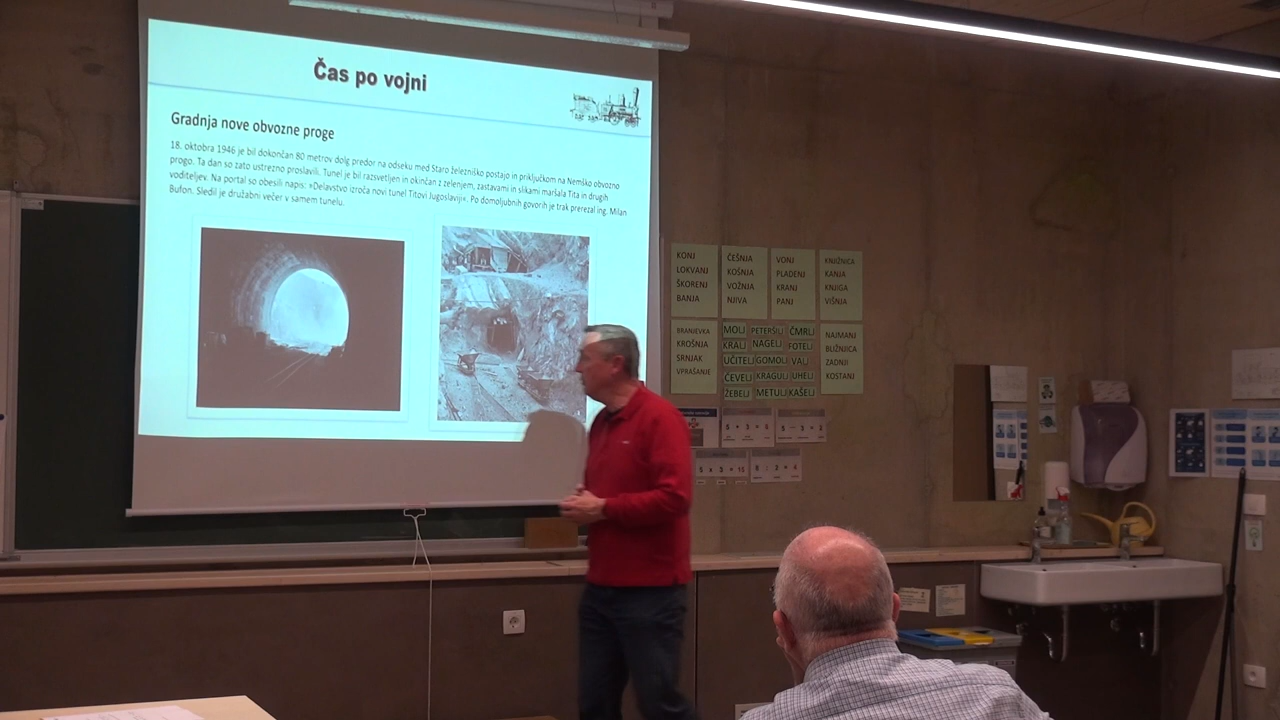 Čas po vojni
Gradnja nove obvozne proge
18. oktobra 1946 je bil dokončan 80 metrov dolg predor na odseku med Staro železniško postajo in priključkom na Nemško obvozno
progo. Ta dan so zato ustrezno proslavili. Tunel je bil razsvetljen in okinčan z zelenjem, zastavami in slikami maršala Tita in drugih
voditeljev. Na portal so obesili napis: »Delavstvo izroča novi tunel Titovi Jugoslaviji«. Po domoljubnih govorih je trak prerezal ing. Milan
Bufon. Sledil je družabni večer v samem tunelu.
KONJ
LOKVANJ
ŠKORENJ
BANJA
ČEŠNJA
KOŠNJA
VOŽNJA
NJIVA
VONJ
PLADENJ
KRANJ
PANJ
KNJIŽNICA
KANJA
KNJIGA
VIŠNJA
BRANJEVKA
KROŠNJA
SRNJAK
VPRAŠANJE
MOLJ PETERŠILJ ČMRLJ
KRALJ NAGELJ FOTELJ
UČITELJ GOMOLJ VALJ
ČEVELJ KRAGULJ UHELJ
ŽEBELJ METULJ KAŠELJ
NAJMANJ
BLIŽNJICA
ZADNJI
KOSTANJ